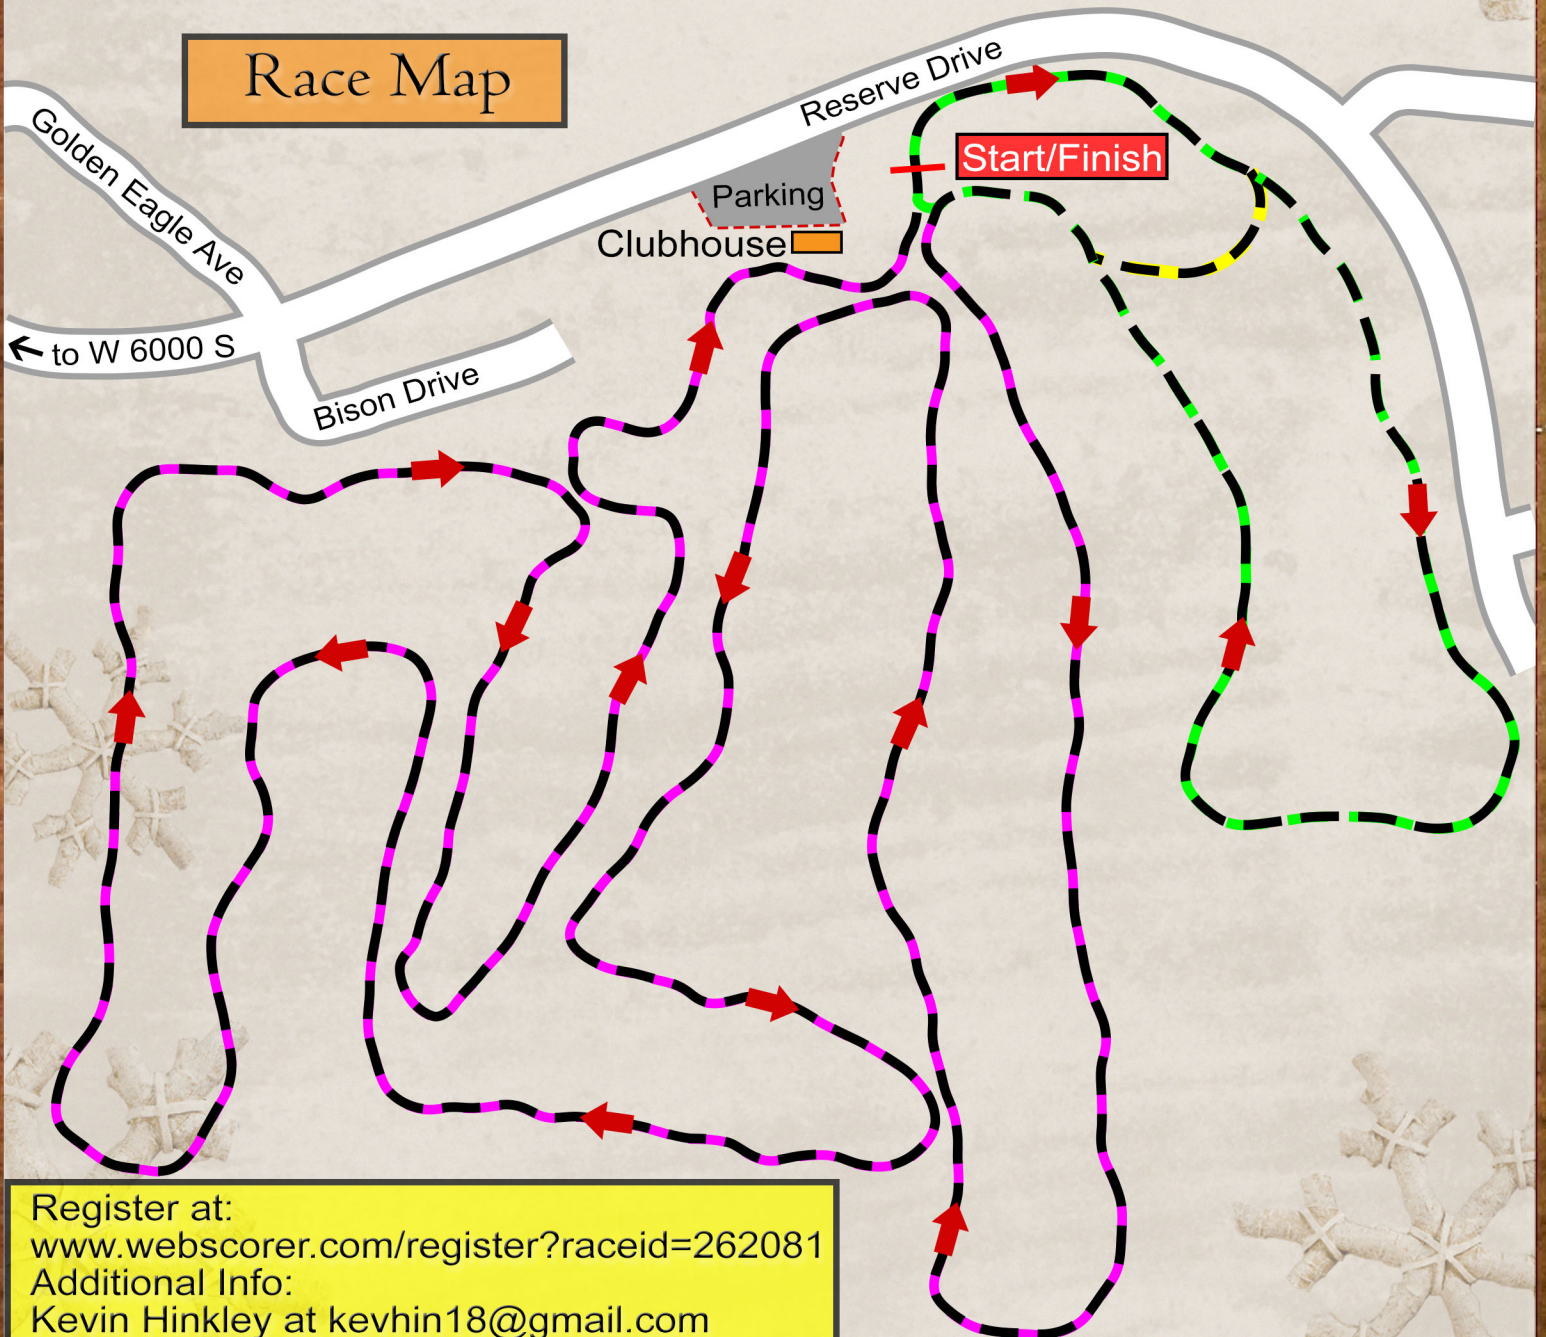 Race Map
Reserve Drive
Golden Eagle Ave
Start/Finish
Parking
Clubhouse
← to W 6000 S
Bison Drive
Register at:
www.webscorer.com/register?raceid=262081
Additional Info:
Kevin Hinkley at kevhin18@gmail.com